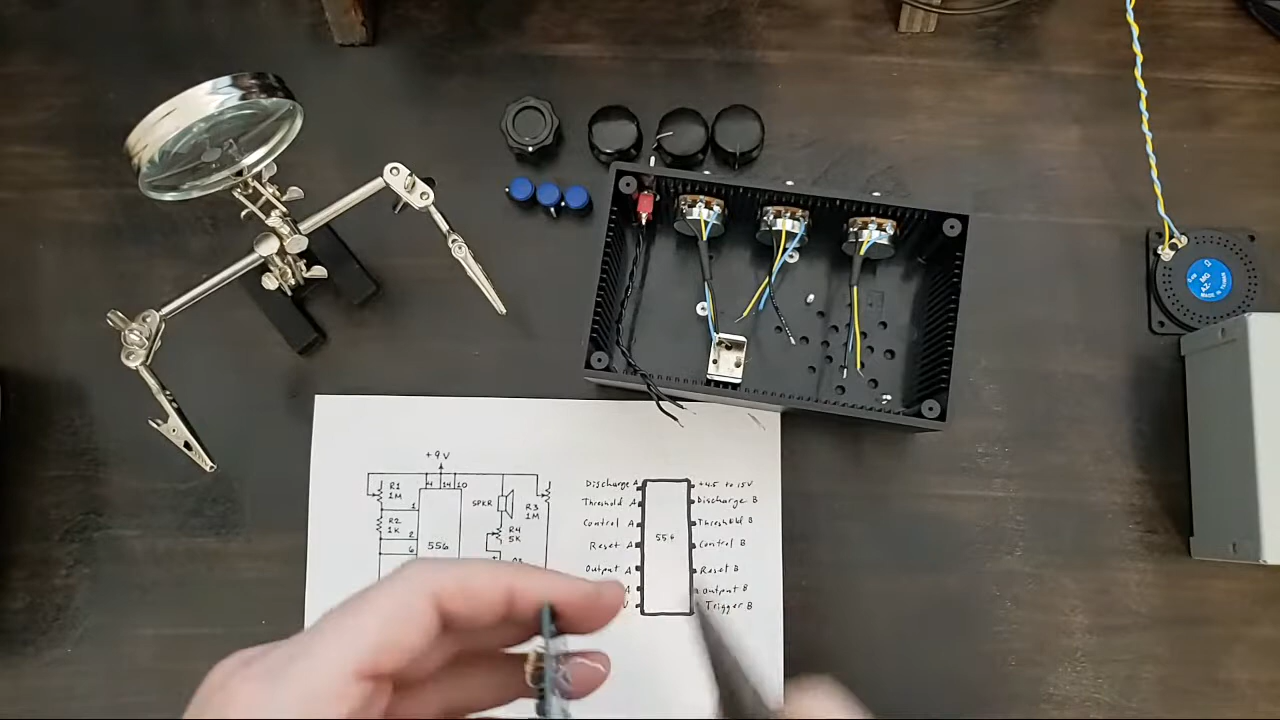 +9V
R1
1M
4
14
10
1
R2
1K
2
6
556
SPKR
R3
1M
R4
5K
Discharge A
Threshold A
Control A
Reset A
Output A
A
556
+4.5 to 15V
Discharge B
Threshold B
Control B
Reset B
Output B
Trigger B